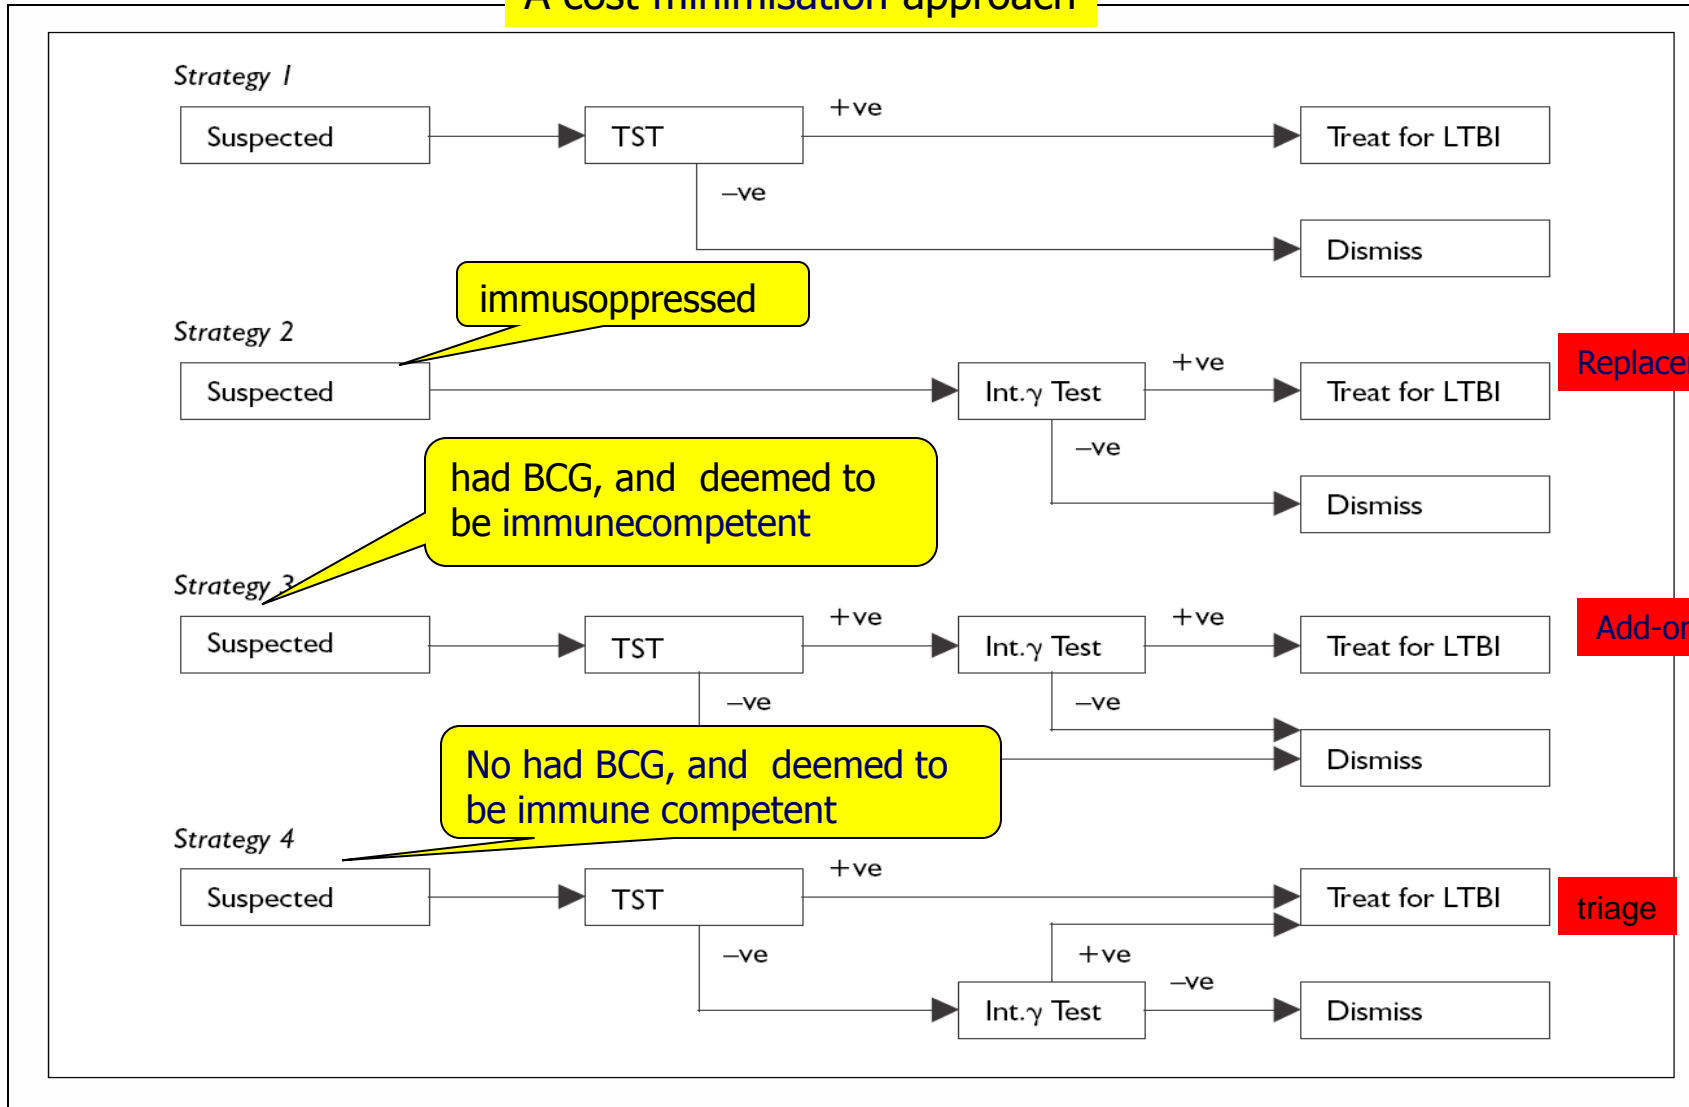 A cost minimisation approach
Strategy 1
Suspected
TST
+ve
Treat for LTBI
–ve
Dismiss
immusoppressed
Strategy 2
Suspected
Int.γ Test
+ve
Treat for LTBI
Replace
–ve
Dismiss
had BCG, and deemed to
be immunecompetent
Strategy 3
Suspected
TST
+ve
Int.γ Test
+ve
Treat for LTBI
Add-on
–ve
–ve
Dismiss
No had BCG, and deemed to
be immune competent
Strategy 4
Suspected
TST
+ve
Treat for LTBI
triage
–ve
Int.γ Test
+ve
–ve
Dismiss